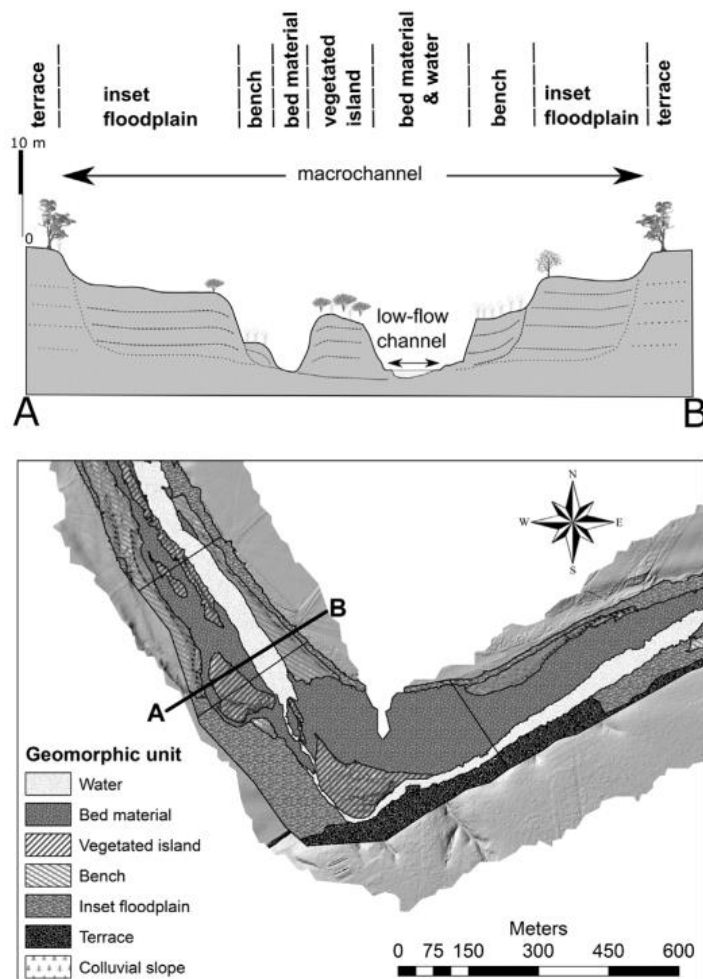 terrace
inset
floodplain
bench
bed material
vegetated
island
bed material
& water
bench
inset
floodplain
terrace
10 m
macrochannel
0
low-flow
channel
A
B
N
W
E
S
B
A
Geomorphic unit
Water
Bed material
Vegetated island
Bench
Inset floodplain
Terrace
Colluvial slope
Meters
0 75 150 300 450 600